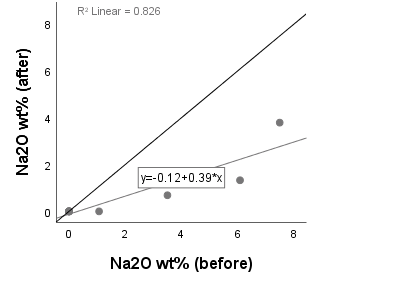 R² Linear = 0.826
8
6
4
2
0
Na2O wt% (after)
y=-0.12+0.39*x
0 2 4 6 8
Na2O wt% (before)